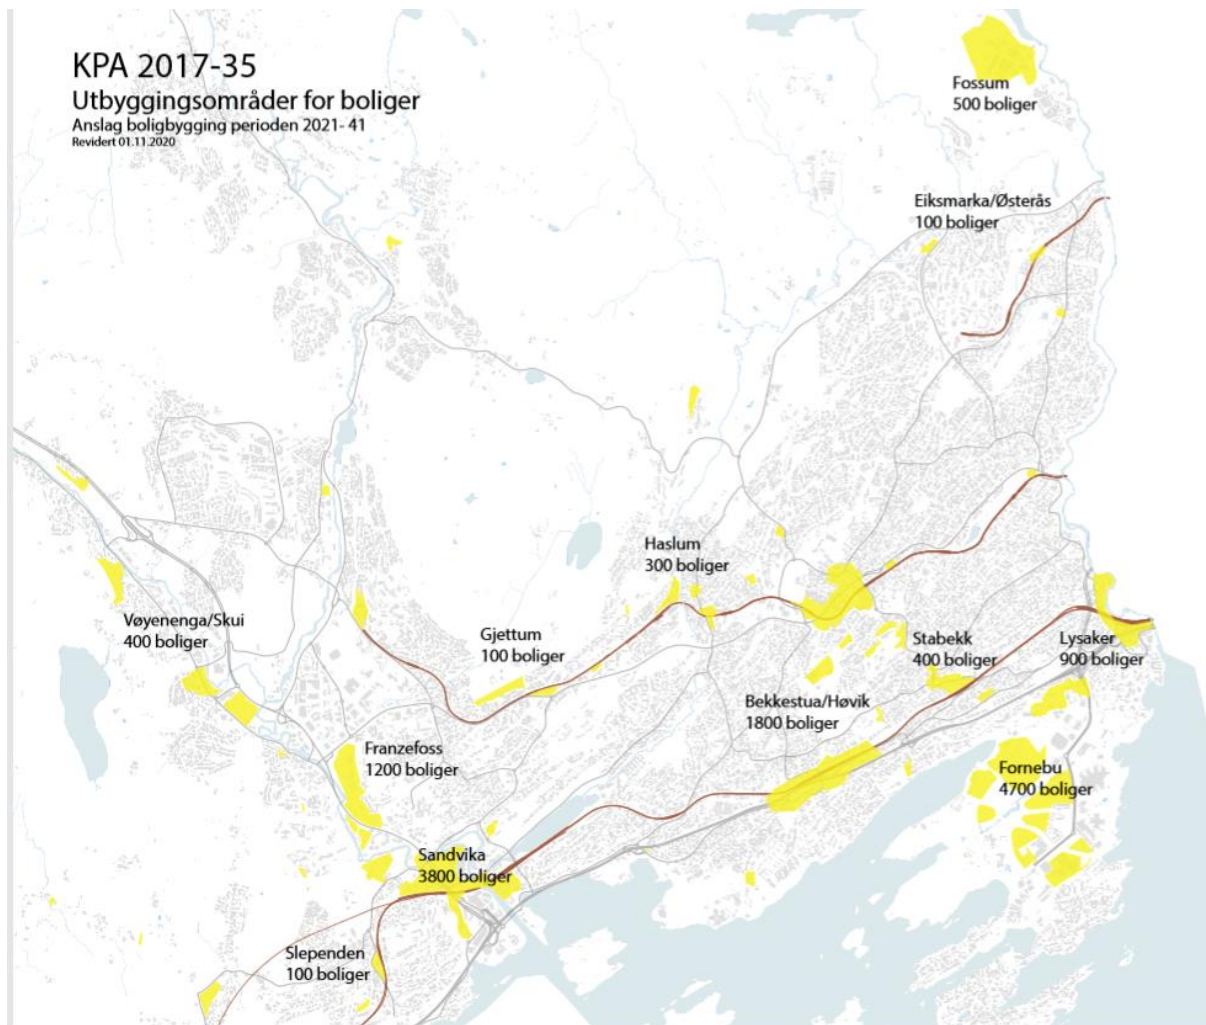 KPA 2017-35
Utbyggingsområder for boliger
Anslag boligbygging perioden 2021- 41
Revidert 01.11.2020
Fossum
500 boliger
Eiksmarka/Østerås
100 boliger
Haslum
300 boliger
Vøyenenga/Skui
400 boliger
Gjettum
100 boliger
Stabekk
400 boliger
Lysaker
900 boliger
Bekkestua/Høvik
1800 boliger
Franzefoss
1200 boliger
Fornebu
4700 boliger
Sandvika
3800 boliger
Slependen
100 boliger